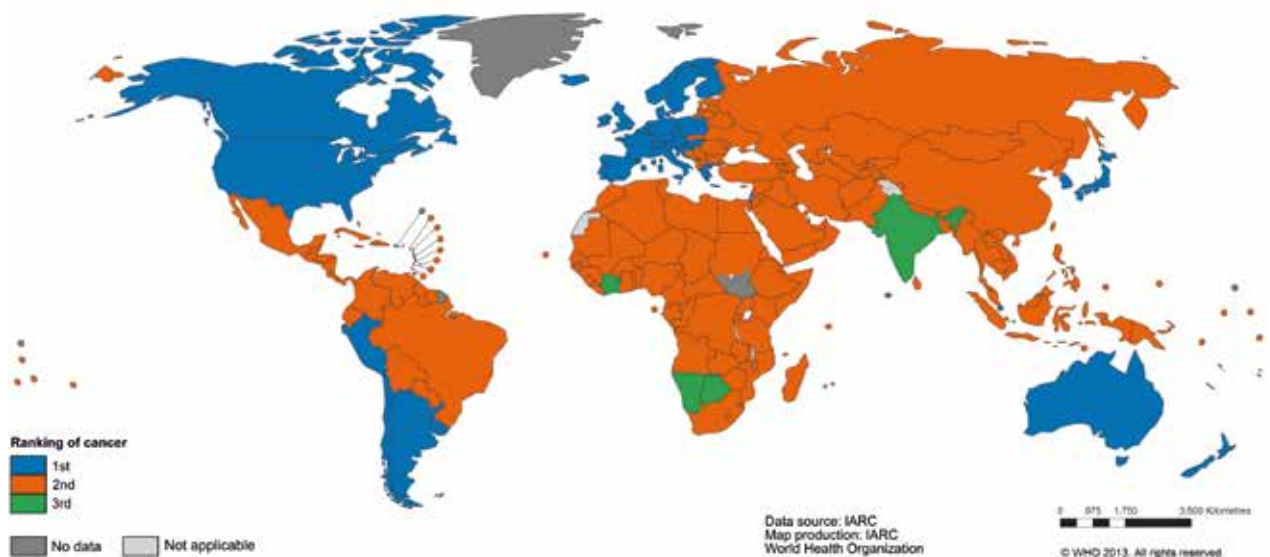 Ranking of cancer
1st
2nd
3rd
No data
Not applicable
Data source: IARC
Map production: IARC
World Health Organization
0 875 1,750 3,500 Kilometres
© WHO 2013. All rights reserved